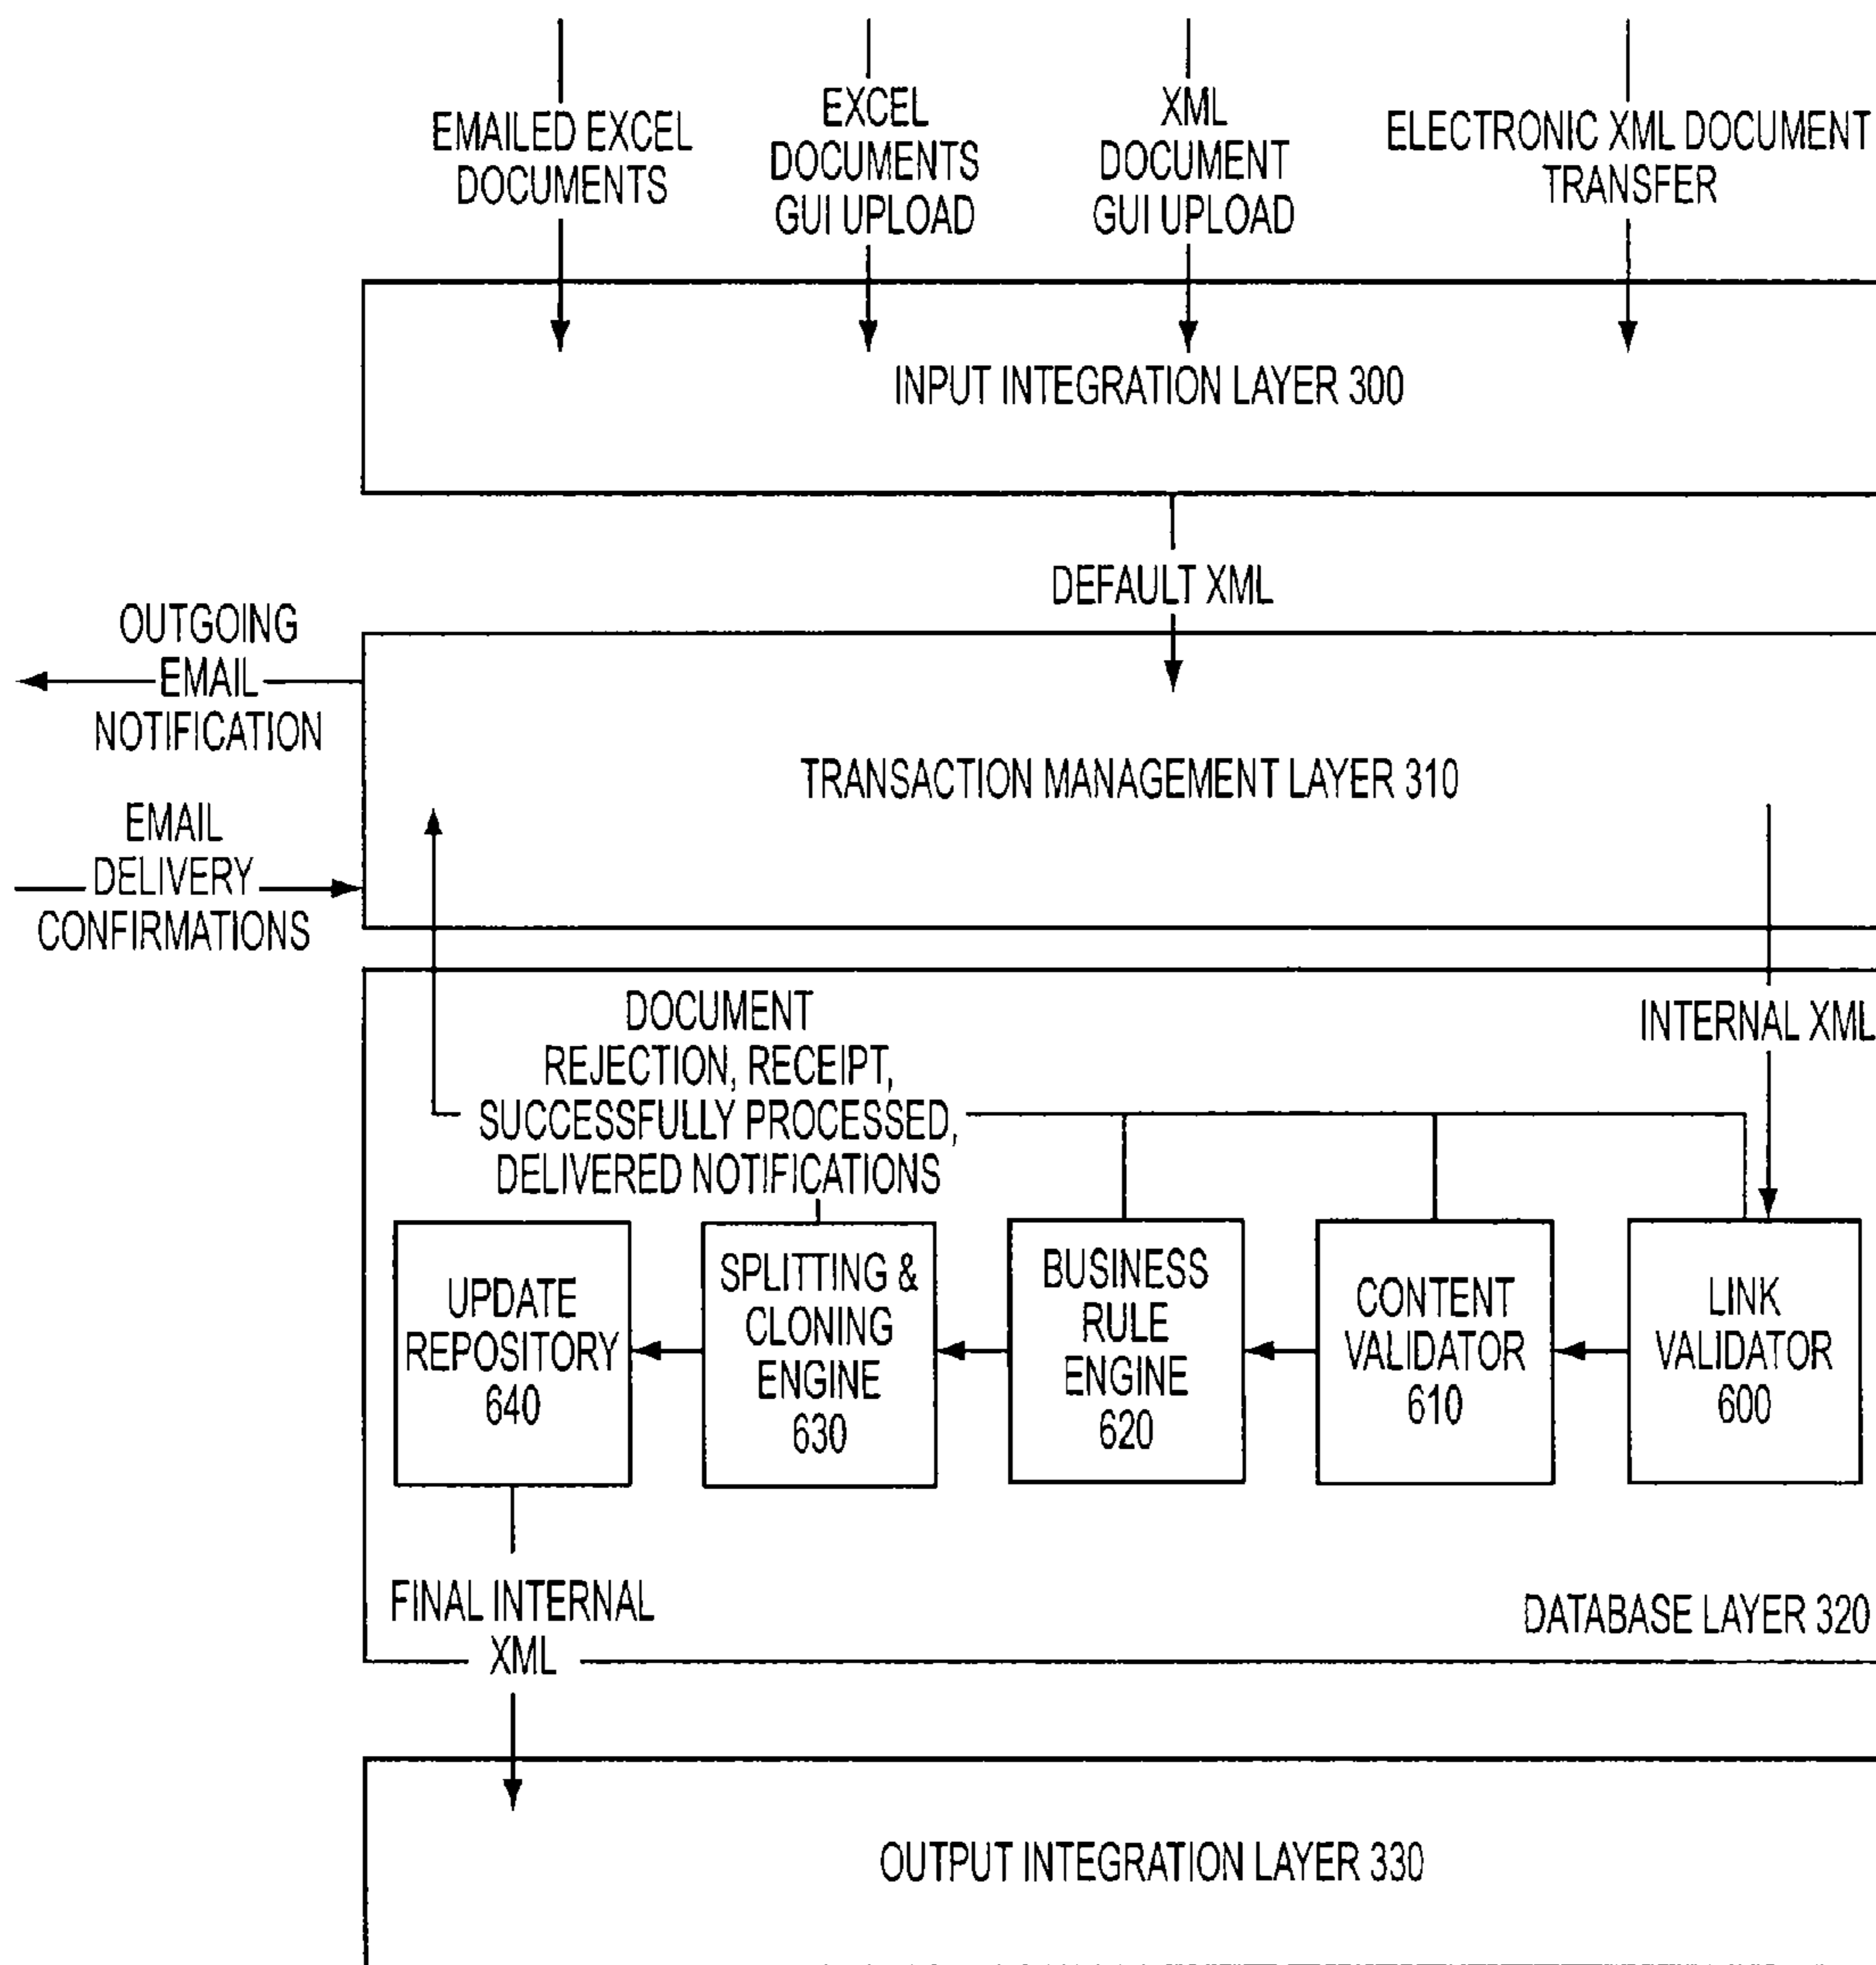 EMAILED EXCEL
DOCUMENTS
EXCEL
DOCUMENTS
GUI UPLOAD
XML
DOCUMENT
GUI UPLOAD
ELECTRONIC XML DOCUMENT
TRANSFER
INPUT INTEGRATION LAYER 300
DEFAULT XML
OUTGOING
EMAIL
NOTIFICATION
TRANSACTION MANAGEMENT LAYER 310
EMAIL
DELIVERY
CONFIRMATIONS
DOCUMENT
REJECTION, RECEIPT,
SUCCESSFULLY PROCESSED,
DELIVERED NOTIFICATIONS
INTERNAL XML
UPDATE
REPOSITORY
640
SPLITTING &
CLONING
ENGINE
630
BUSINESS
RULE
ENGINE
620
CONTENT
VALIDATOR
610
LINK
VALIDATOR
600
FINAL INTERNAL
XML
DATABASE LAYER 320
OUTPUT INTEGRATION LAYER 330